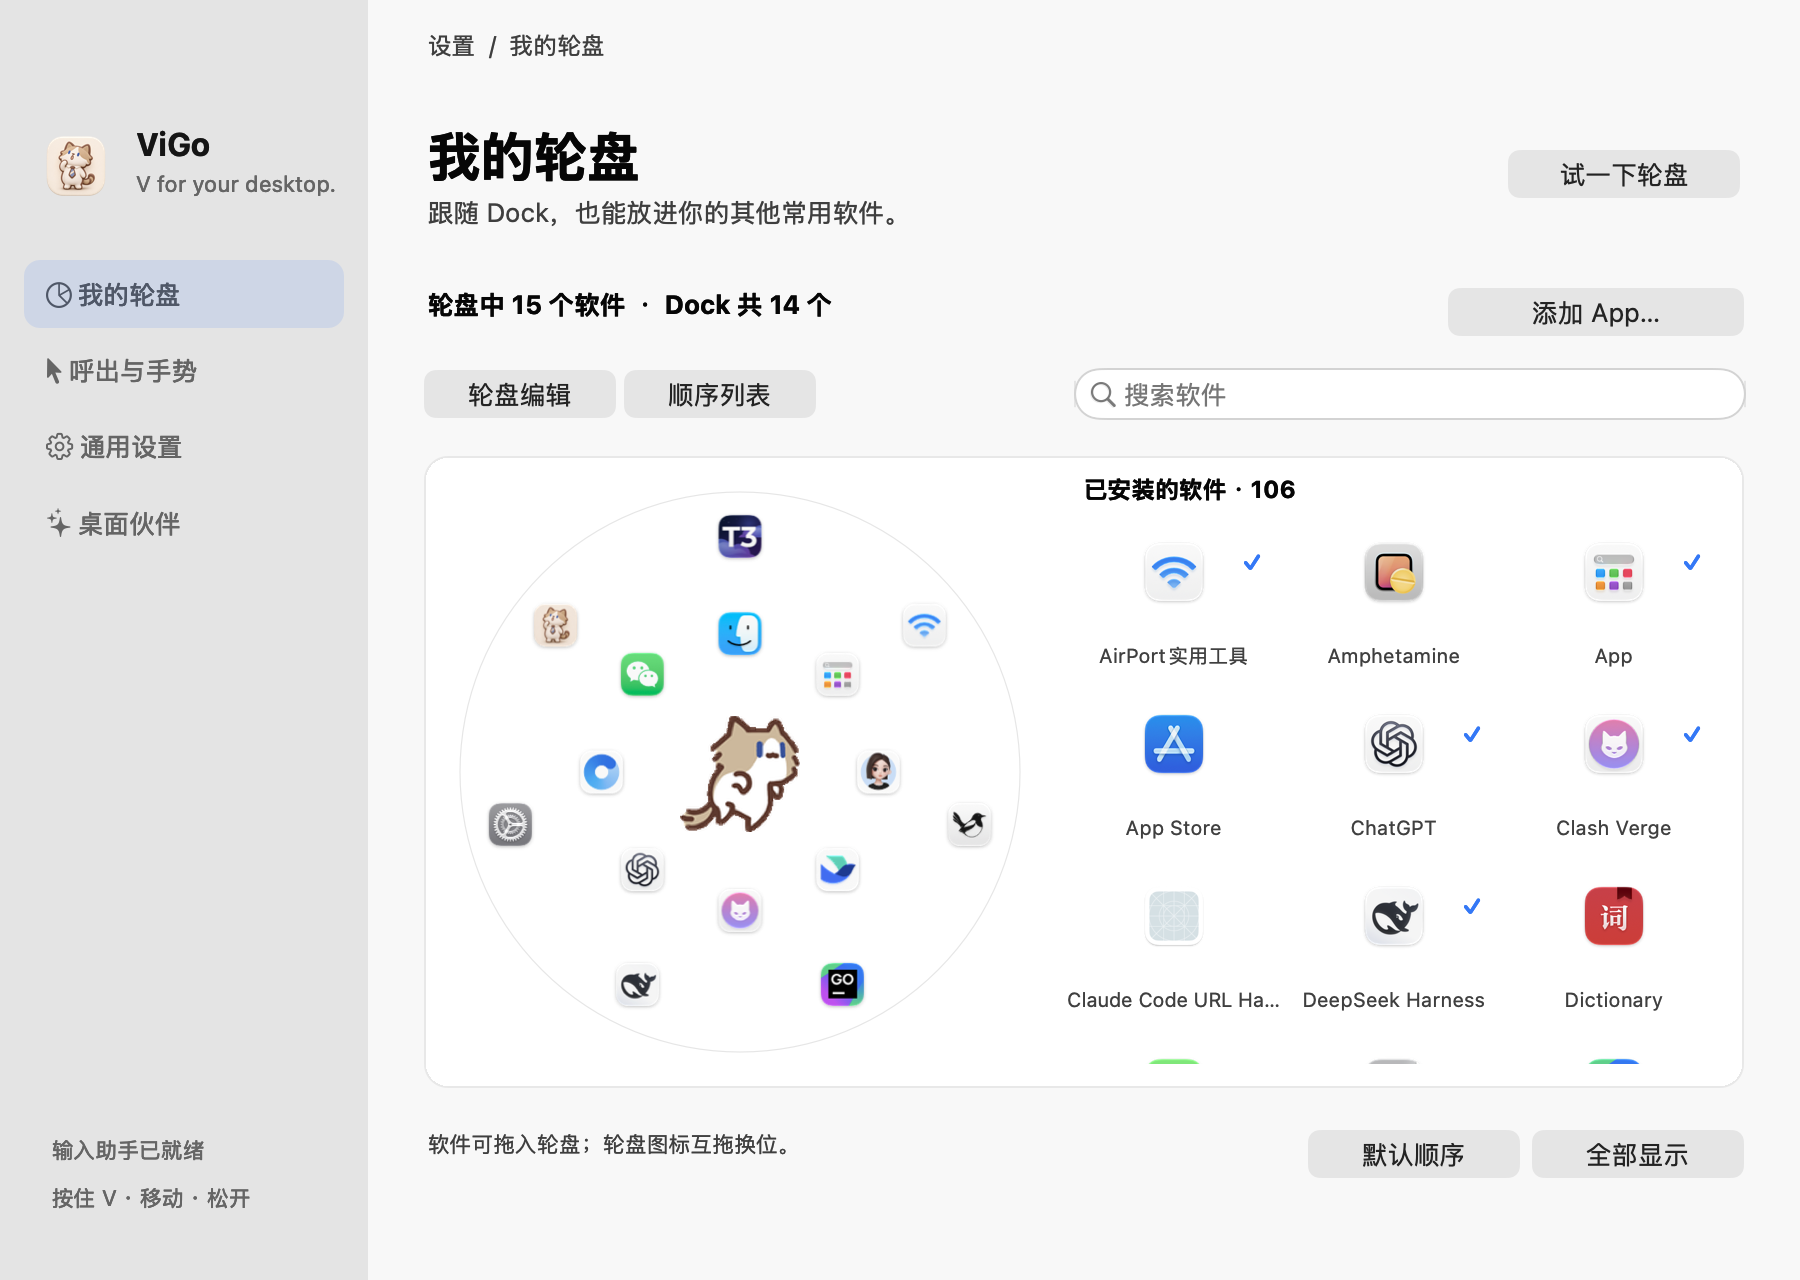 设置 / 我的轮盘
ViGo
V for your desktop.
我的轮盘
呼出与手势
通用设置
桌面伙伴
输入助手已就绪
按住 V · 移动 · 松开
我的轮盘
跟随 Dock，也能放进你的其他常用软件。
试一下轮盘
轮盘中 15 个软件 · Dock 共 14 个
添加 App...
轮盘编辑
顺序列表
搜索软件
T3
GO
已安装的软件 · 106
AirPort 实用工具
Amphetamine
App
App Store
ChatGPT
Clash Verge
词
Claude Code URL Ha...
DeepSeek Harness
Dictionary
软件可拖入轮盘；轮盘图标互拖换位。
默认顺序
全部显示